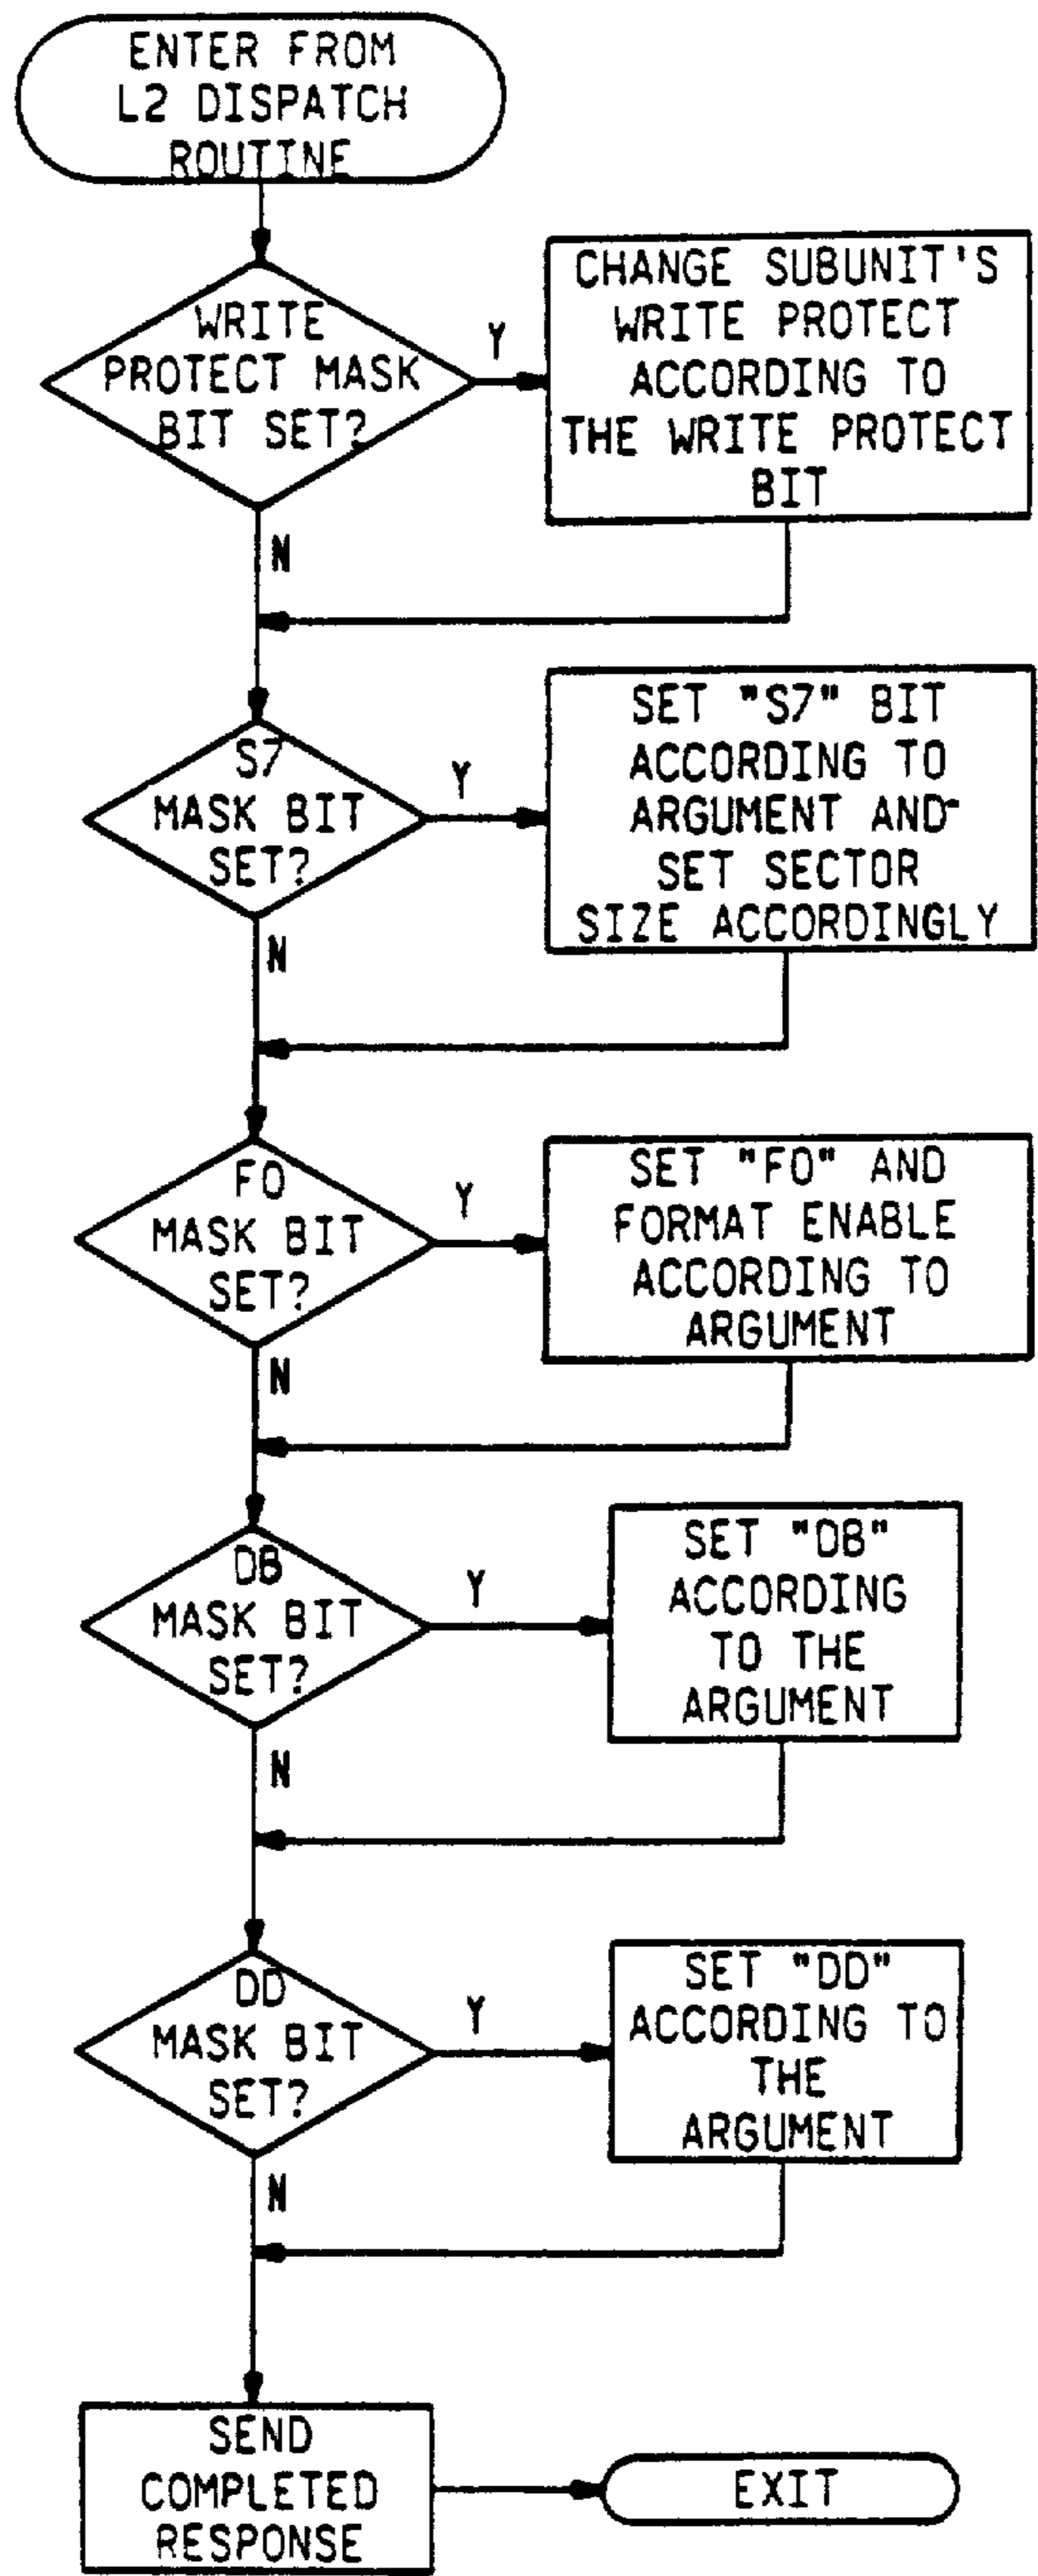 ENTER FROM
L2 DISPATCH
ROUTINE
WRITE
PROTECT MASK
BIT SET?
Y
CHANGE SUBUNIT'S
WRITE PROTECT
ACCORDING TO
THE WRITE PROTECT
BIT
N
S7
MASK BIT
SET?
Y
SET "S7" BIT
ACCORDING TO
ARGUMENT AND
SET SECTOR
SIZE ACCORDINGLY
N
FO
MASK BIT
SET?
Y
SET "FO" AND
FORMAT ENABLE
ACCORDING TO
ARGUMENT
N
DB
MASK BIT
SET?
Y
SET "DB"
ACCORDING
TO THE
ARGUMENT
N
DD
MASK BIT
SET?
Y
SET "DD"
ACCORDING TO
THE
ARGUMENT
N
SEND
COMPLETED
RESPONSE
EXIT